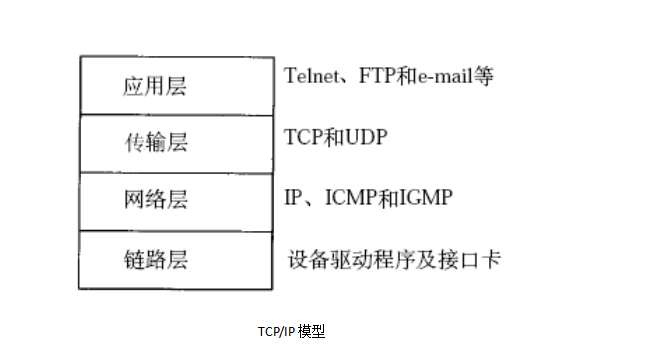 应用层 Telnet、FTP和e-mail等
传输层 TCP和UDP
网络层 IP、ICMP和IGMP
链路层 设备驱动程序及接口卡
TCP/IP 模型